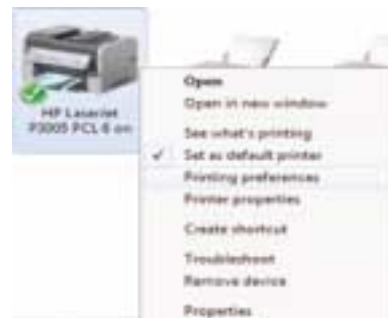 HP LaserJet
P3005 PCL 6 on
Open
Open in new window
See what's printing
Set as default printer
Printing preferences
Printer properties
Create shortcut
Troubleshoot
Remove device
Properties